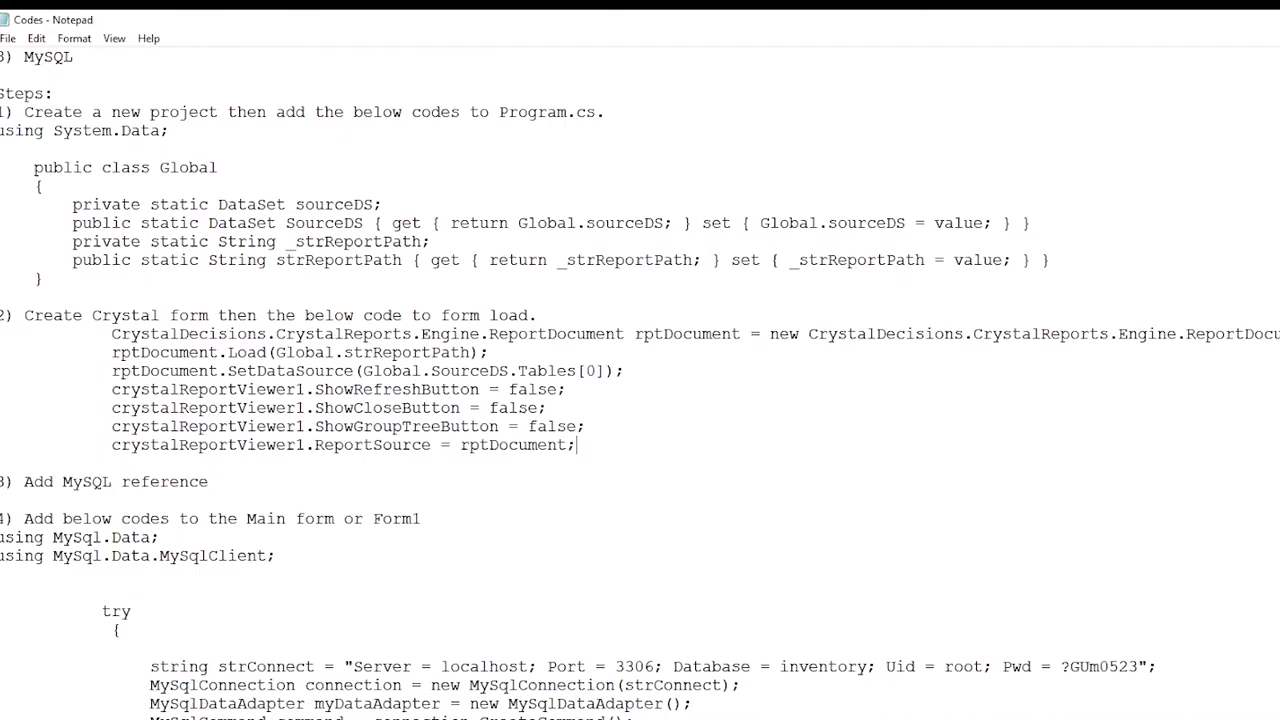 Codes - Notepad
File Edit Format View Help
3) MySQL
Steps:
1) Create a new project then add the below codes to Program.cs.
using System.Data;
public class Global
{
private static DataSet sourceDS;
public static DataSet SourceDS { get { return Global.sourceDS; } set { Global.sourceDS = value; } }
private static String _strReportPath;
public static String strReportPath { get { return _strReportPath; } set { _strReportPath = value; } }
}
2) Create Crystal form then the below code to form load.
CrystalDecisions.CrystalReports.Engine.ReportDocument rptDocument = new CrystalDecisions.CrystalReports.Engine.ReportDocu
rptDocument.Load(Global.strReportPath);
rptDocument.SetDataSource(Global.SourceDS.Tables[0]);
crystalReportViewer1.ShowRefreshButton = false;
crystalReportViewer1.ShowCloseButton = false;
crystalReportViewer1.ShowGroupTreeButton = false;
crystalReportViewer1.ReportSource = rptDocument;
3) Add MySQL reference
4) Add below codes to the Main form or Form1
using MySql.Data;
using MySql.Data.MySqlClient;
try
{
string strConnect = "Server = localhost; Port = 3306; Database = inventory; Uid = root; Pwd = ?GUm0523";
MySqlConnection connection = new MySqlConnection(strConnect);
MySqlDataAdapter myDataAdapter = new MySqlDataAdapter();
MySqlCommand command = connection.CreateCommand();